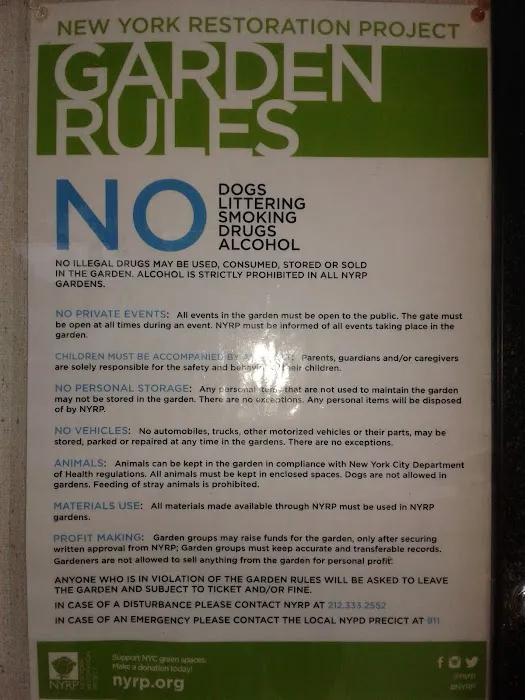 NEW YORK RESTORATION PROJECT
GARDEN
RULES
NO
DOGS
LITTERING
SMOKING
DRUGS
ALCOHOL
NO ILLEGAL DRUGS MAY BE USED, CONSUMED, STORED OR SOLD
IN THE GARDEN. ALCOHOL IS STRICTLY PROHIBITED IN ALL NYRP
GARDENS.
NO PRIVATE EVENTS: All events in the garden must be open to the public. The gate must
be open at all times during an event. NYRP must be informed of all events taking place in the
garden.
CHILDREN MUST BE ACCOMPANIED BY Parents, guardians and/or caregivers
are solely responsible for the safety and behavior of their children.
NO PERSONAL STORAGE: Any personal items that are not used to maintain the garden
may not be stored in the garden. There are no exceptions. Any personal items will be disposed
of by NYRP.
NO VEHICLES: No automobiles, trucks, other motorized vehicles or their parts, may be
stored, parked or repaired at any time in the gardens. There are no exceptions.
ANIMALS: Animals can be kept in the garden in compliance with New York City Department
of Health regulations. All animals must be kept in enclosed spaces. Dogs are not allowed in
gardens. Feeding of stray animals is prohibited.
MATERIALS USE: All materials made available through NYRP must be used in NYRP
gardens.
PROFIT MAKING: Garden groups may raise funds for the garden, only after securing
written approval from NYRP; Garden groups must keep accurate and transferable records.
Gardeners are not allowed to sell anything from the garden for personal profit.
ANYONE WHO IS IN VIOLATION OF THE GARDEN RULES WILL BE ASKED TO LEAVE
THE GARDEN AND SUBJECT TO TICKET AND/OR FINE.
IN CASE OF A DISTURBANCE PLEASE CONTACT NYRP AT 212.333.2552
IN CASE OF AN EMERGENCY PLEASE CONTACT THE LOCAL NYPD PRECICT AT 911
NYRP
Support NYC green spaces.
Make a donation today!
nyrp.org
@nyrp
#NYRP